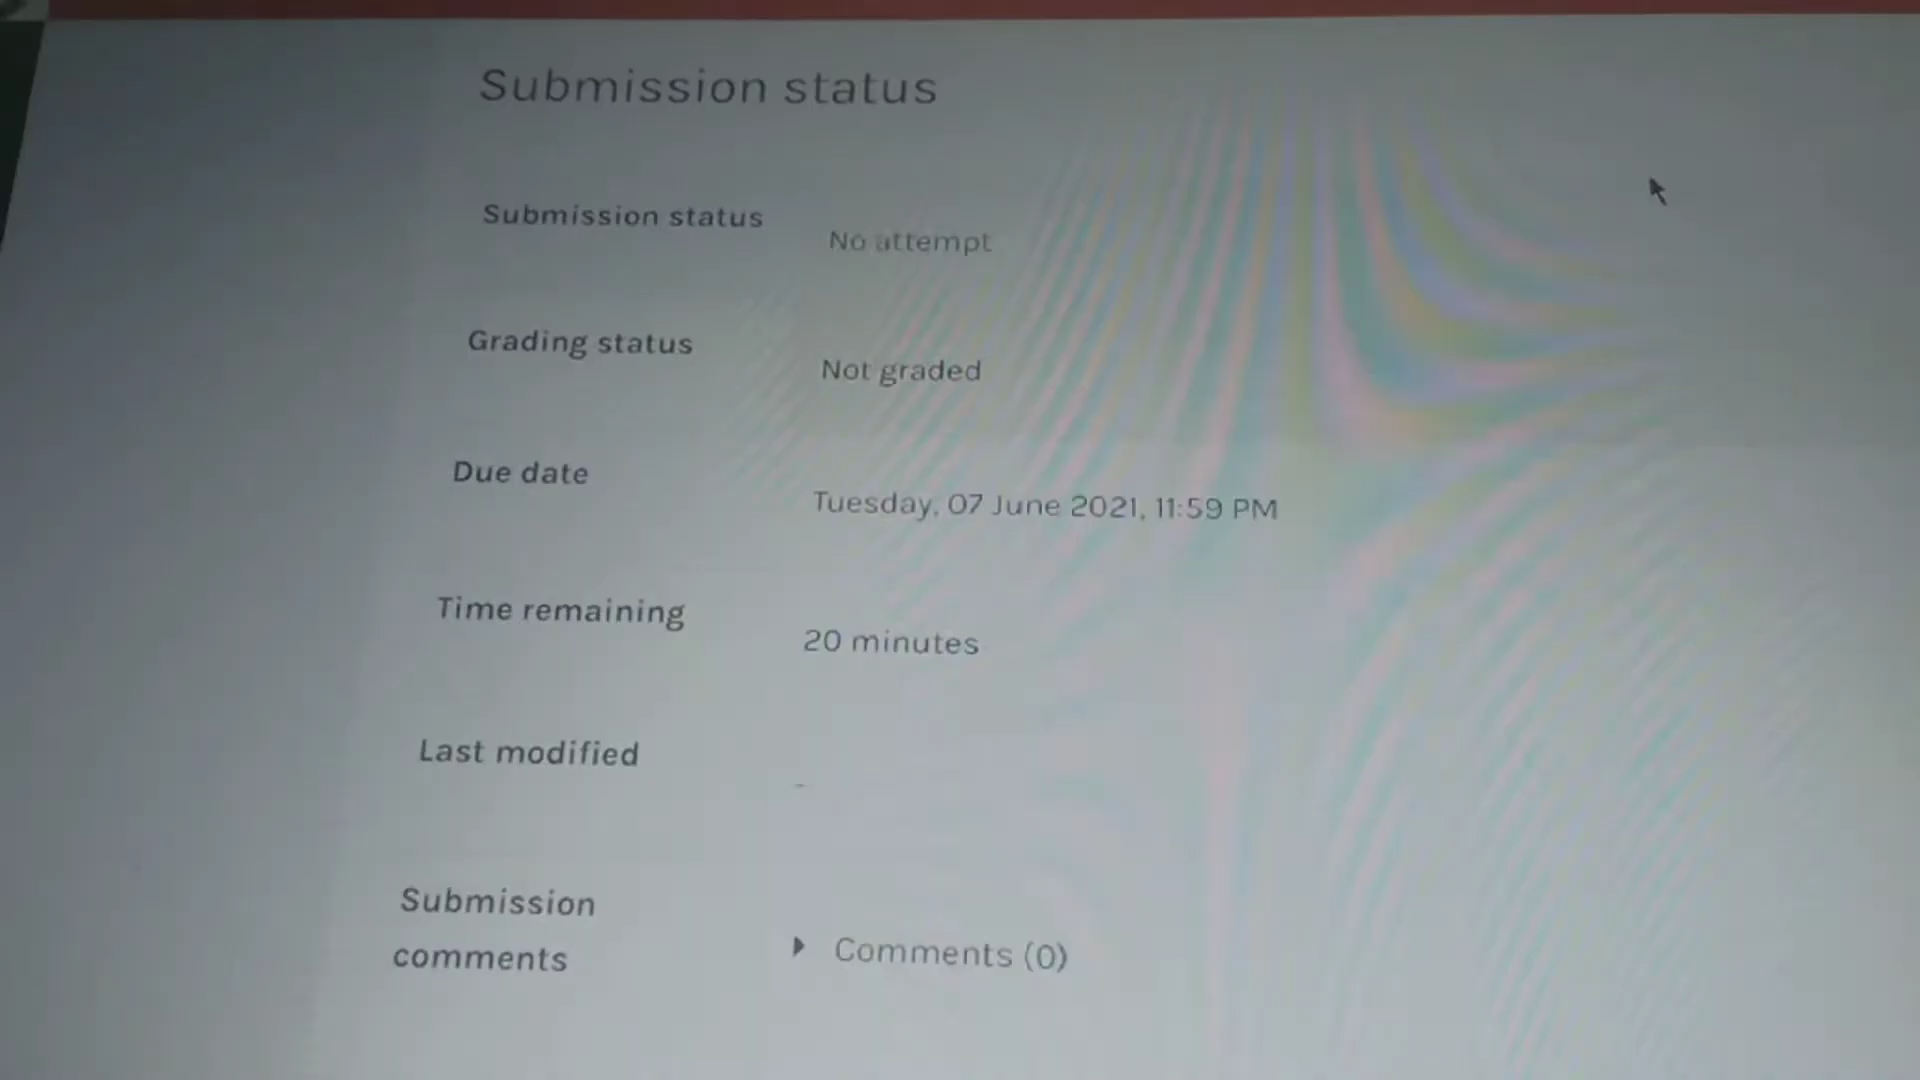 Submission status
Submission status
No attempt
Grading status
Not graded
Due date
Tuesday, 07 June 2021, 11:59 PM
Time remaining
20 minutes
Last modified
-
Submission
comments
Comments (0)